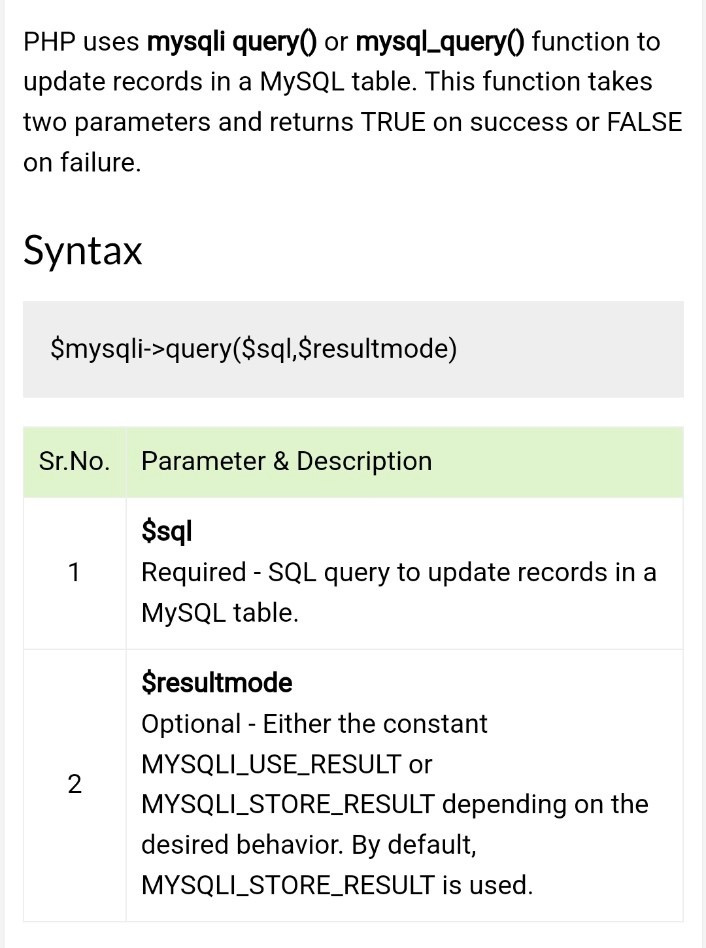 PHP uses mysqli query() or mysql_query() function to
update records in a MySQL table. This function takes
two parameters and returns TRUE on success or FALSE
on failure.
Syntax
$mysqli->query($sql,$resultmode)
Sr.No. Parameter & Description
1
$sql
Required - SQL query to update records in a
MySQL table.
2
$resultmode
Optional - Either the constant
MYSQLI_USE_RESULT or
MYSQLI_STORE_RESULT depending on the
desired behavior. By default,
MYSQLI_STORE_RESULT is used.